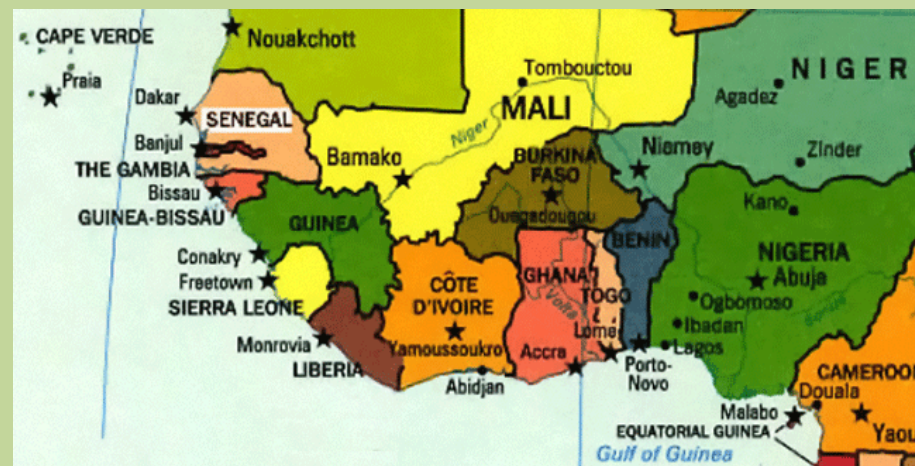 CAPE VERDE
Nouakchott
Praia
Tombouctou
NIGER
Agadez
MALI
Dakar
SENEGAL
Niger
Banjul
Bamako
BURKINA
FASO
Niamey
Zinder
THE GAMBIA
Bissau
GUINEA-BISSAU
GUINEA
Ouagadougou
Kano
BENIN
NIGERIA
Conakry
Freetown
SIERRA LEONE
CÔTE
D'IVOIRE
GHANA
TOGO
Volta
Abuja
Ogbomoso
Ibadan
Lagos
Monrovia
LIBERIA
Yamoussoukro
Abidjan
Accra
Lome
Porto-
Novo
CAMEROON
Douala
Malabo
EQUATORIAL GUINEA
Yaou
Gulf of Guinea